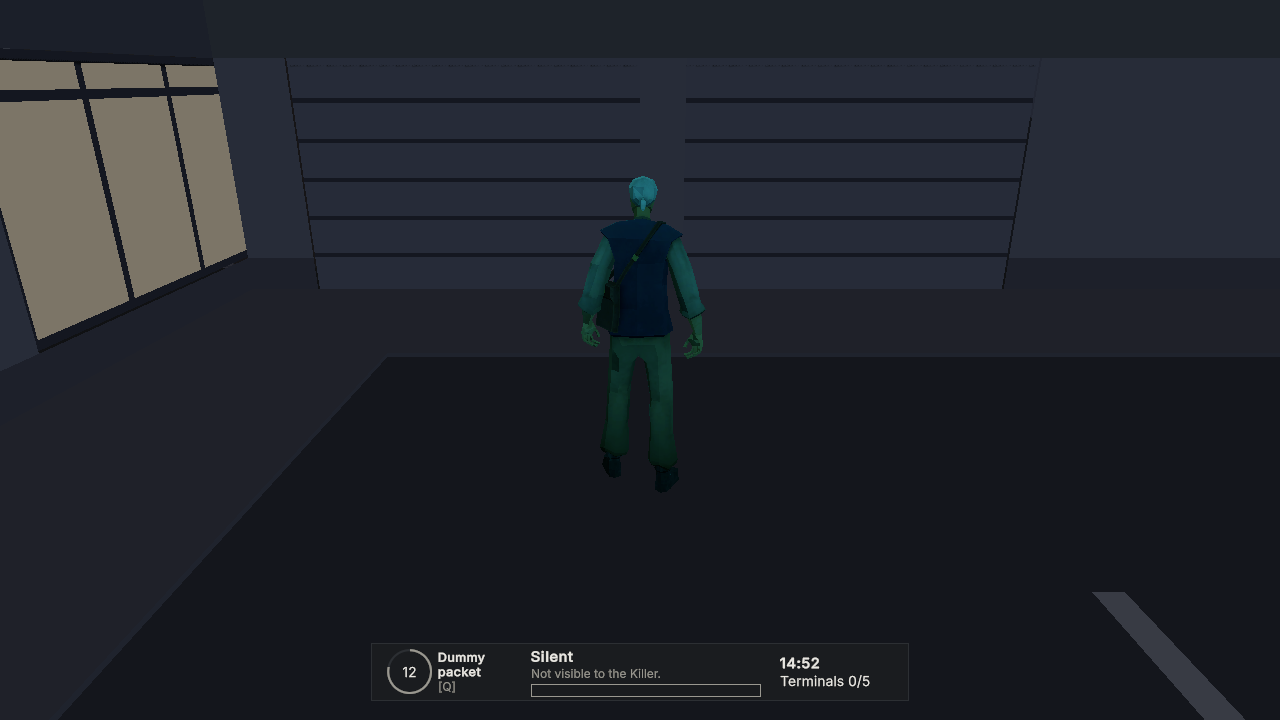 12
Dummy
packet
[Q]
Silent
Not visible to the Killer.
14:52
Terminals 0/5